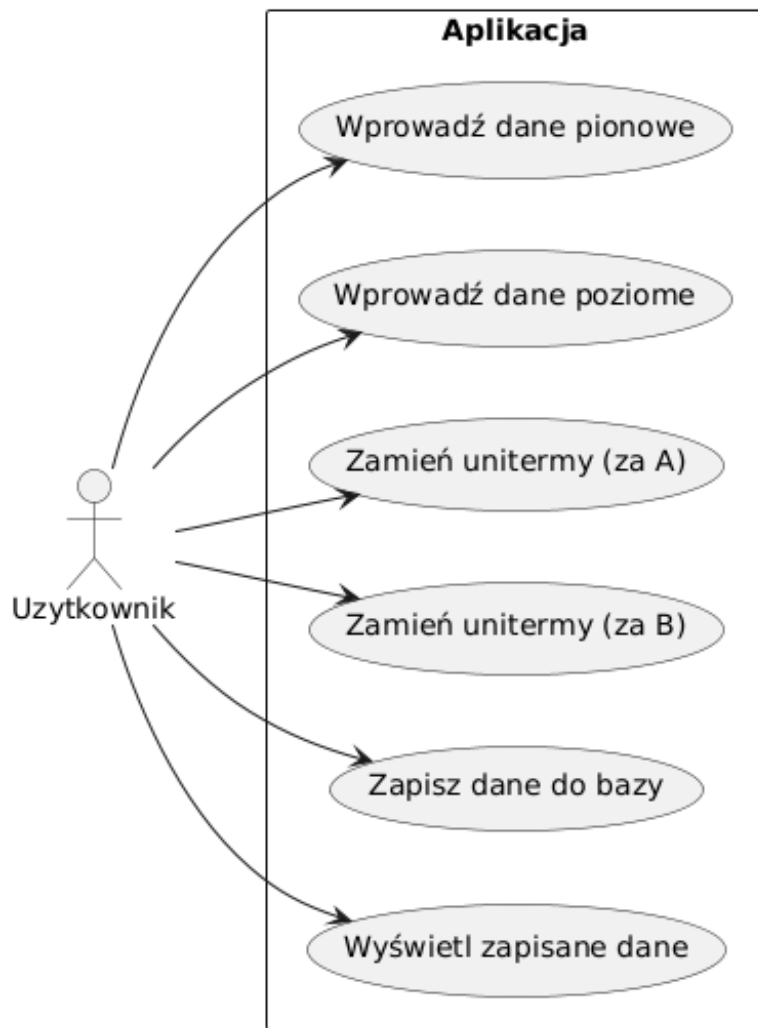 Aplikacja
Wprowadź dane pionowe
Wprowadź dane poziome
Zamień unitermy (za A)
Zamień unitermy (za B)
Uzytkownik
Zapisz dane do bazy
Wyświetl zapisane dane